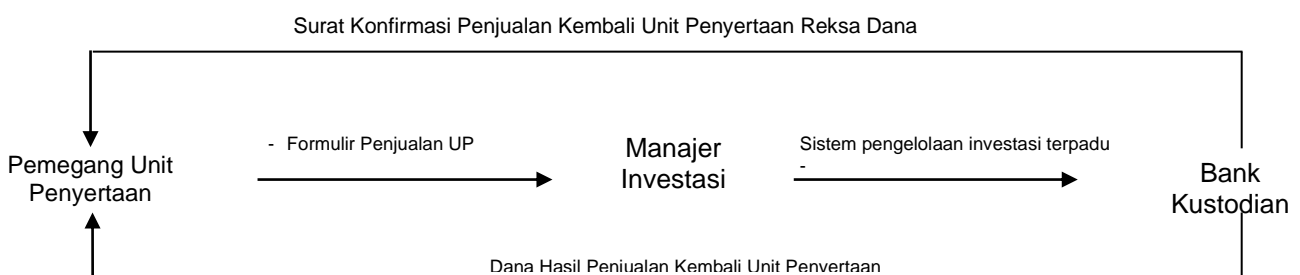 Surat Konfirmasi Penjualan Kembali Unit Penyertaan Reksa Dana
- Formulir Penjualan UP
Manajer
Investasi
Sistem pengelolaan investasi terpadu
-
Pemegang Unit
Penyertaan
Bank
Kustodian
Dana Hasil Penjualan Kembali Unit Penyertaan